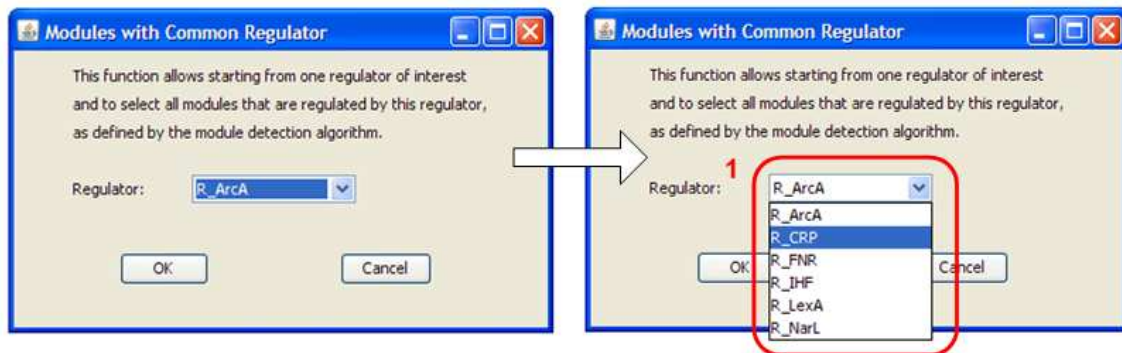 Modules with Common Regulator
This function allows starting from one regulator of interest
and to select all modules that are regulated by this regulator,
as defined by the module detection algorithm.
Regulator:
R_ArcA
OK
Cancel
Modules with Common Regulator
This function allows starting from one regulator of interest
and to select all modules that are regulated by this regulator,
as defined by the module detection algorithm.
1
Regulator:
R_ArcA
R_ArcA
R_CRP
R_FNR
R_IHF
R_LexA
R_NarL
OK
Cancel